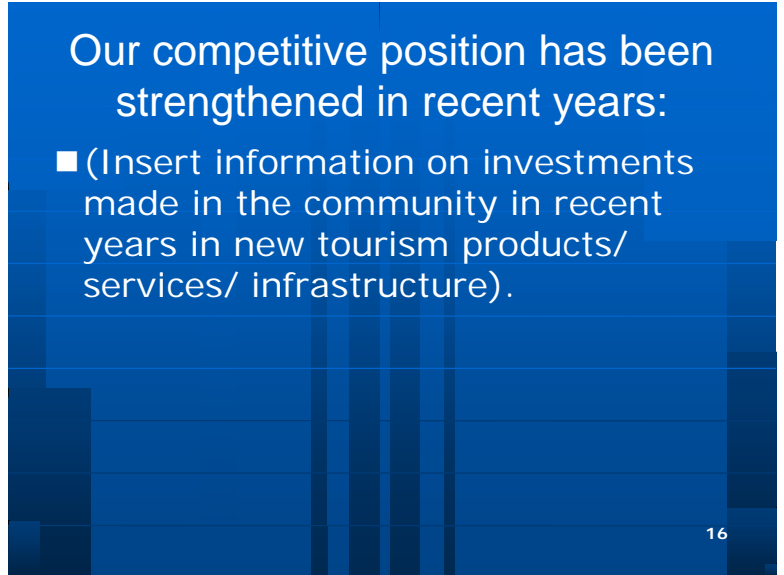 Our competitive position has been
strengthened in recent years:
(Insert information on investments
made in the community in recent
years in new tourism products/
services/ infrastructure).
16